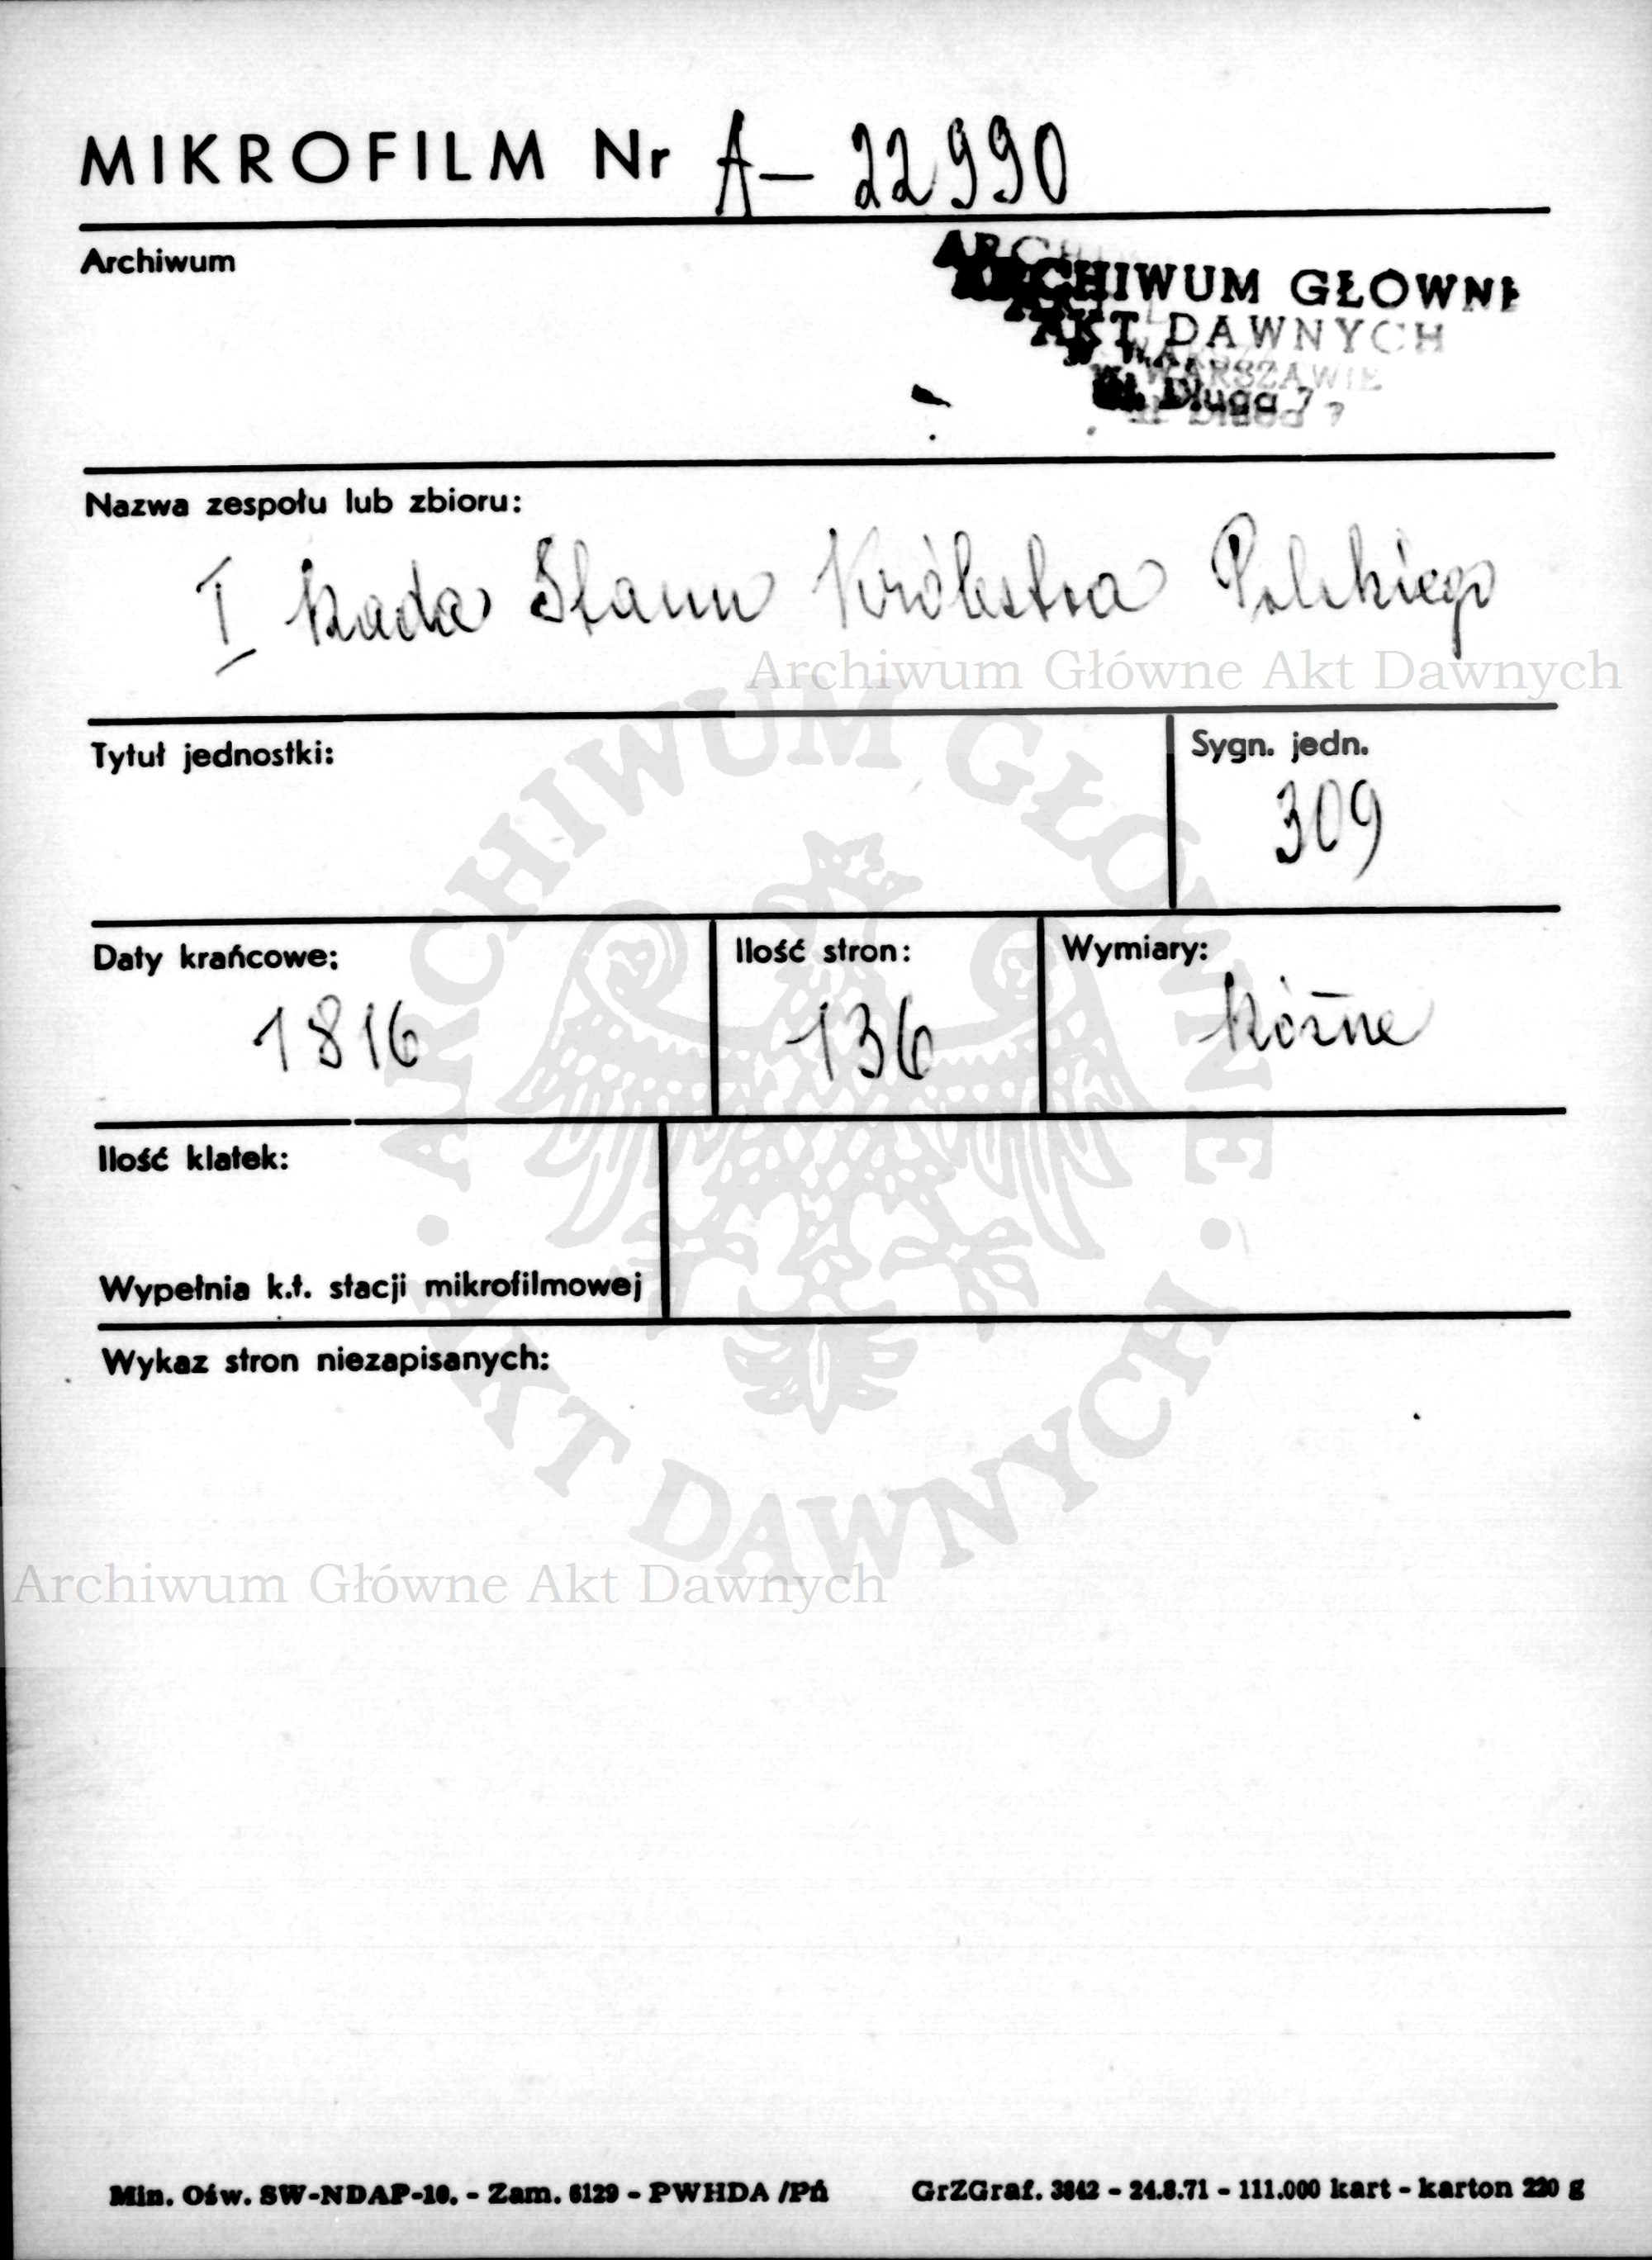 MIKROFILM Nr A - 22990
Archiwum
ARCHIWUM GŁÓWNE
AKT DAWNYCH
W WARSZAWIE
ul. Długa 7
Nazwa zespołu lub zbioru:
I Rada Stanu Królestwa Polskiego
Archiwum Główne Akt Dawnych
Tytuł jednostki:
Sygn. jedn.
309
ARCHIWUM GŁÓWNE
Daty krańcowe:
Ilość stron:
Wymiary:
1816
136
Różne
Ilość klatek:
Wypełnia k.t. stacji mikrofilmowej
Wykaz stron niezapisanych:
AKT DAWNYCH
Archiwum Główne Akt Dawnych
Min. Ośw. SW-NDAP-10. - Zam. 6129 - PWHDA /Pń
GrZGraf. 3842 - 24.8.71 - 111.000 kart - karton 220 g